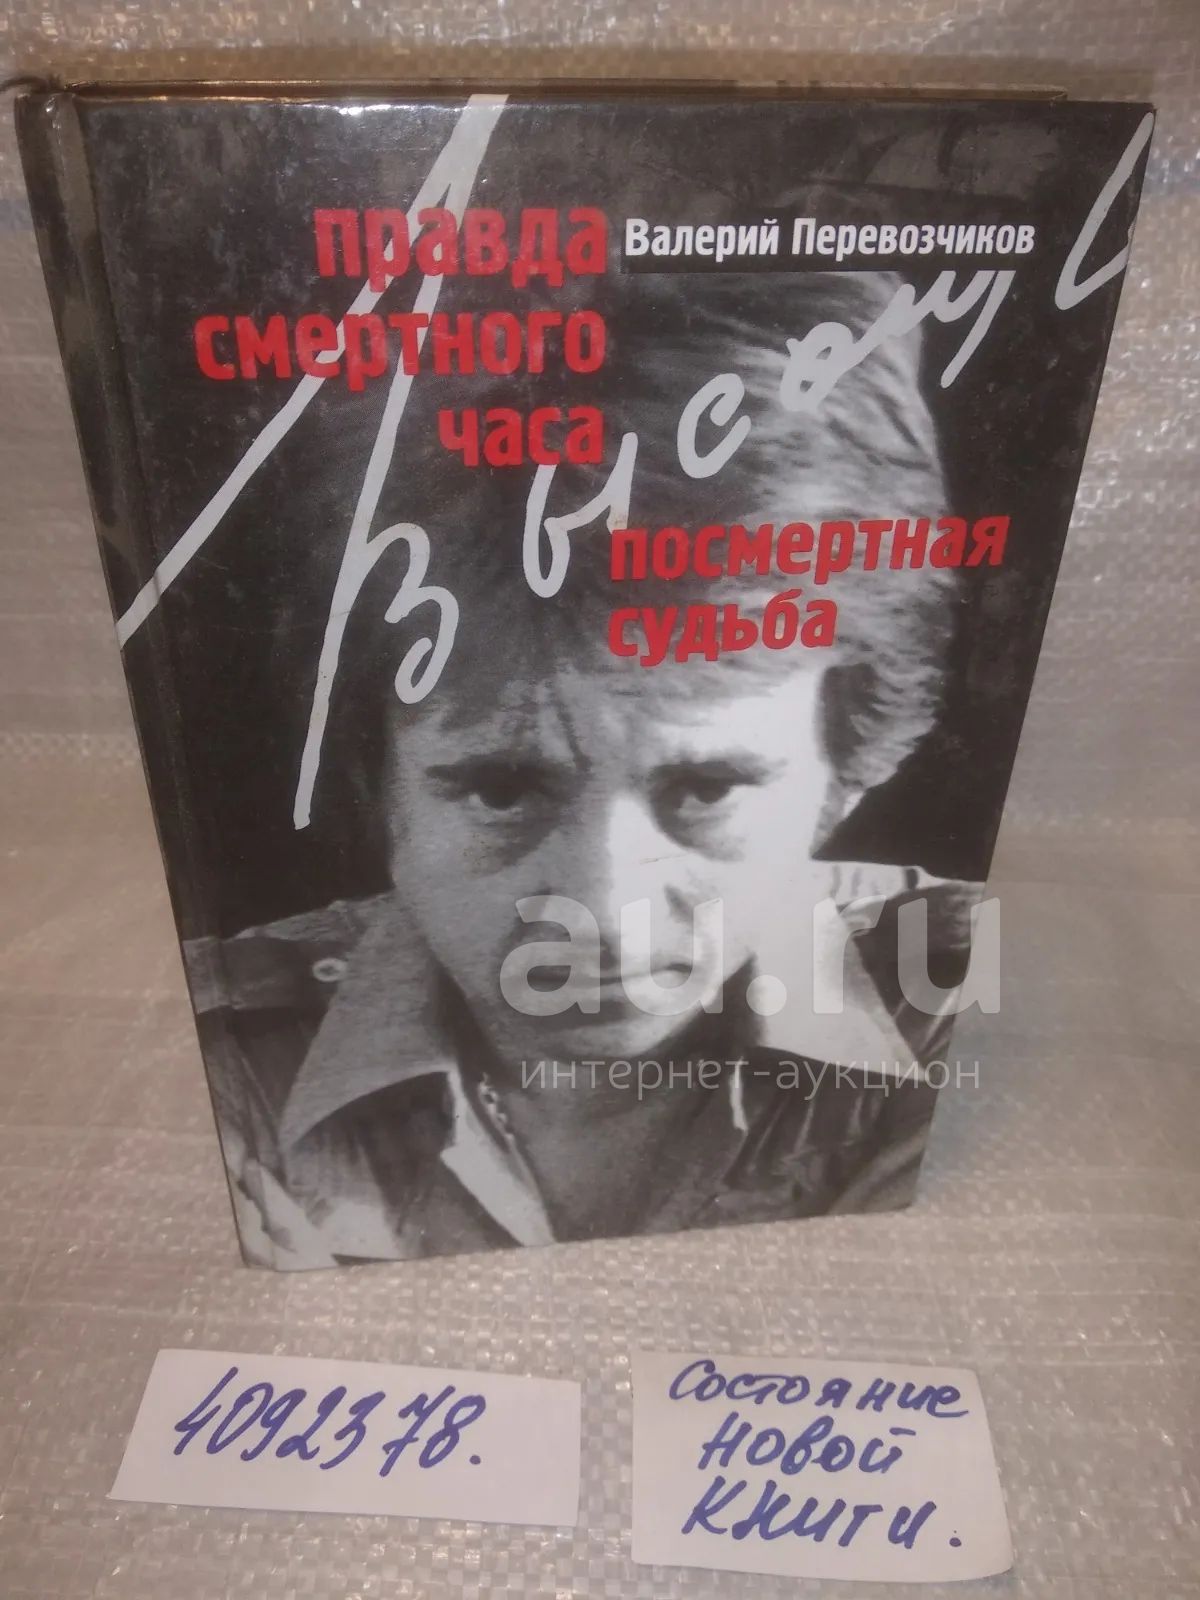 правда
смертного
часа
Валерий Перевозчиков
Высоц
посмертная
судьба
au.ru
интернет-аукцион
4092378.
Состояние
новой
книги.